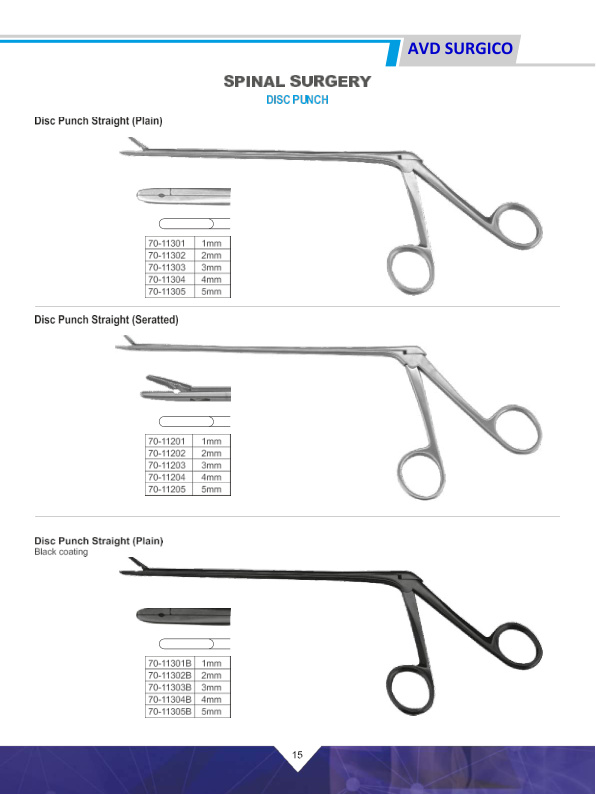 AVD SURGICO
SPINAL SURGERY
DISC PUNCH
Disc Punch Straight (Plain)
70-11301 1mm
70-11302 2mm
70-11303 3mm
70-11304 4mm
70-11305 5mm
Disc Punch Straight (Seratted)
70-11201 1mm
70-11202 2mm
70-11203 3mm
70-11204 4mm
70-11205 5mm
Disc Punch Straight (Plain)
Black coating
70-11301B 1mm
70-11302B 2mm
70-11303B 3mm
70-11304B 4mm
70-11305B 5mm
15